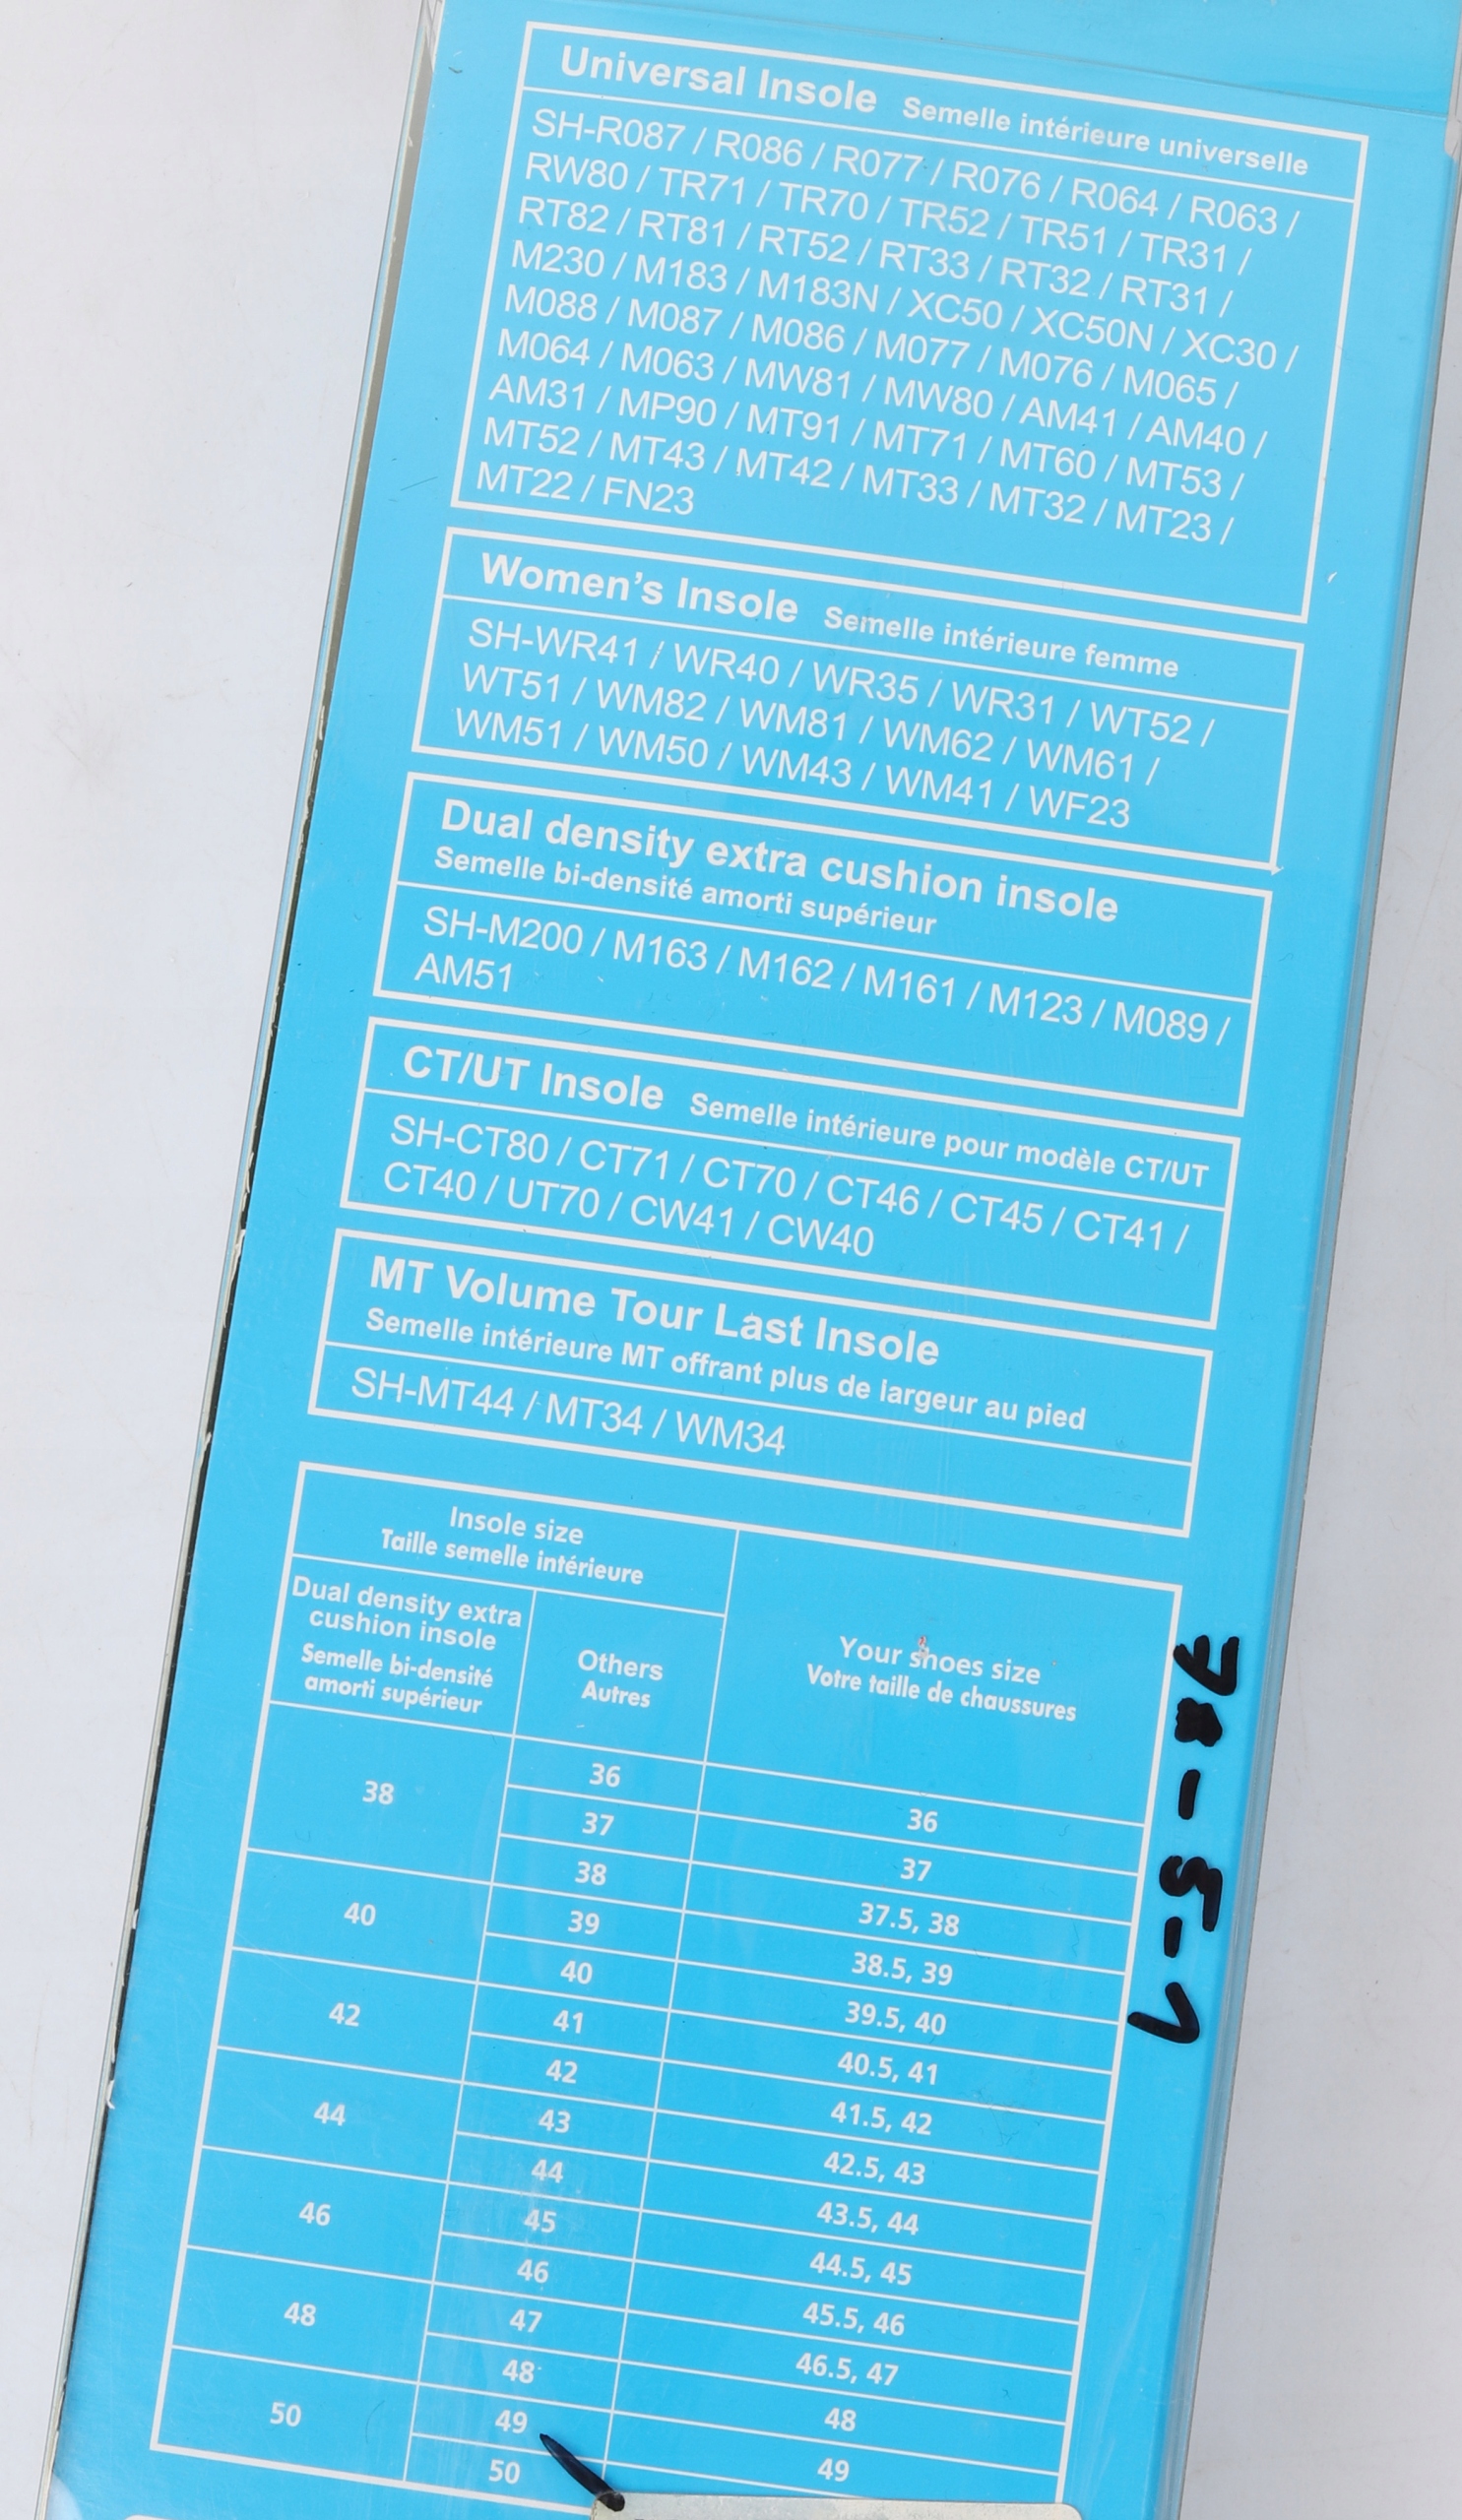 Universal Insole Semelle intérieure universelle
SH-R087 / R086 / R077 / R076 / R064 / R063 /
RW80 / TR71 / TR70 / TR52 / TR51 / TR31 /
RT82 / RT81 / RT52 / RT33 / RT32 / RT31 /
M230 / M183 / M183N / XC50 / XC50N / XC30 /
M088 / M087 / M086 / M077 / M076 / M065 /
M064 / M063 / MW81 / MW80 / AM41 / AM40 /
AM31 / MP90 / MT91 / MT71 / MT60 / MT53 /
MT52 / MT43 / MT42 / MT33 / MT32 / MT23 /
MT22 / FN23
Women's Insole Semelle intérieure femme
SH-WR41 / WR40 / WR35 / WR31 / WT52 /
WT51 / WM82 / WM81 / WM62 / WM61 /
WM51 / WM50 / WM43 / WM41 / WF23
Dual density extra cushion insole
Semelle bi-densité amorti supérieur
SH-M200 / M163 / M162 / M161 / M123 / M089 /
AM51
CT/UT Insole Semelle intérieure pour modèle CT/UT
SH-CT80 / CT71 / CT70 / CT46 / CT45 / CT41 /
CT40 / UT70 / CW41 / CW40
MT Volume Tour Last Insole
Semelle intérieure MT offrant plus de largeur au pied
SH-MT44 / MT34 / WM34
Insole size
Taille semelle intérieure
Dual density extra
cushion insole
Semelle bi-densité
amorti supérieur
Others
Autres
Your shoes size
Votre taille de chaussures
38 36 36
37 37
38 37.5, 38
40 39 38.5, 39
40 39.5, 40
42 41 40.5, 41
42 41.5, 42
44 43 42.5, 43
44 43.5, 44
46 45 44.5, 45
46 45.5, 46
48 47 46.5, 47
48 48
50 49 49
50